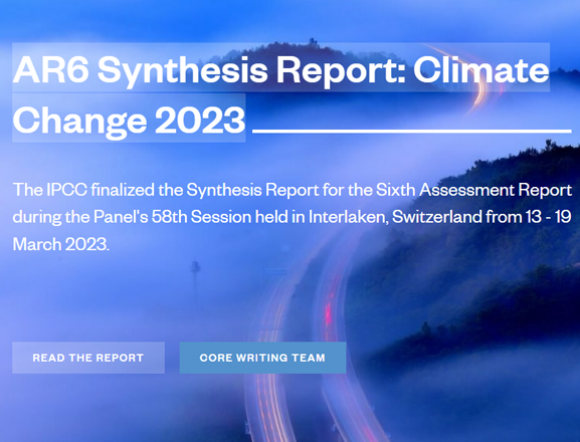 AR6 Synthesis Report: Climate
Change 2023
The IPCC finalized the Synthesis Report for the Sixth Assessment Report
during the Panel's 58th Session held in Interlaken, Switzerland from 13 - 19
March 2023.
READ THE REPORT
CORE WRITING TEAM